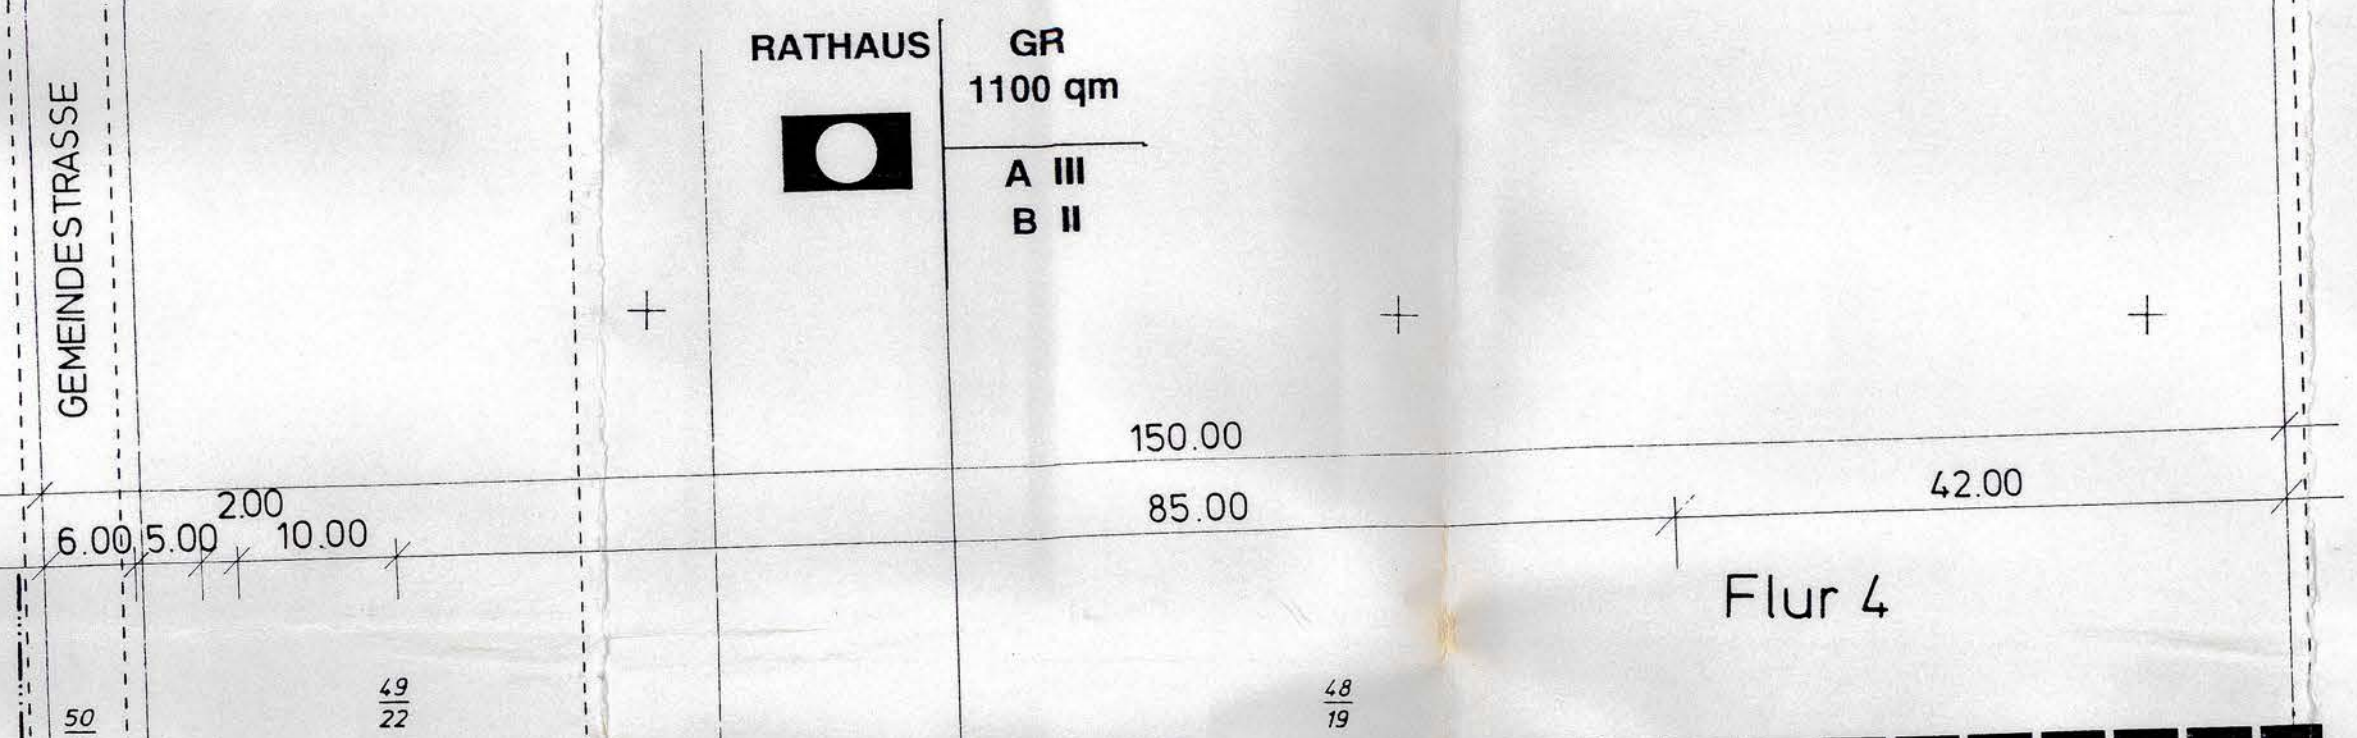 RATHAUS
GR
1100 qm
A III
B II
GEMEINDESTRASSE
150.00
2.00
6.00
5.00
10.00
85.00
42.00
Flur 4
49
22
48
19
50